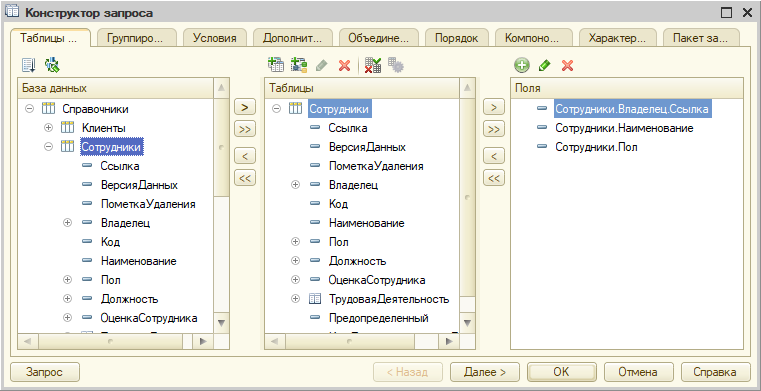 Конструктор запроса
Таблицы ...
Группиро...
Условия
Дополнит...
Объедине...
Порядок
Компоно...
Характер...
Пакет за...
База данных
Справочники
Клиенты
Сотрудники
Ссылка
ВерсияДанных
ПометкаУдаления
Владелец
Код
Наименование
Пол
Должность
ОценкаСотрудника
>
>>
<
<<
Таблицы
Сотрудники
Ссылка
ВерсияДанных
ПометкаУдаления
Владелец
Код
Наименование
Пол
Должность
ОценкаСотрудника
ТрудоваяДеятельность
Предопределенный
>
>>
<
<<
Поля
Сотрудники.Владелец.Ссылка
Сотрудники.Наименование
Сотрудники.Пол
Запрос
< Назад
Далее >
OK
Отмена
Справка